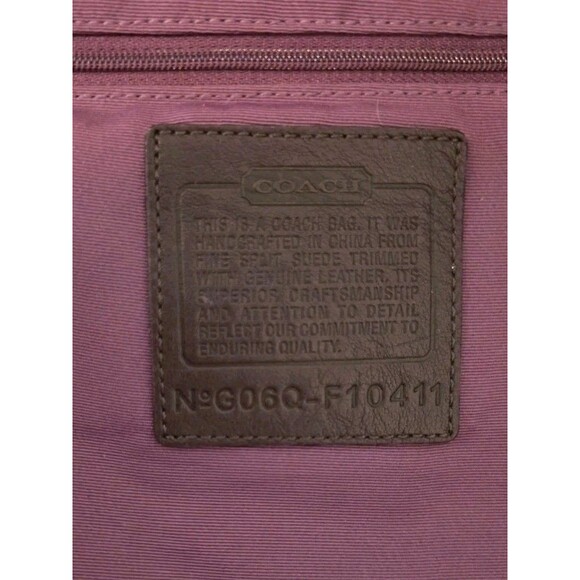 COACH
THIS IS A COACH BAG. IT WAS
HANDCRAFTED IN CHINA FROM
FINE SPLIT SUEDE TRIMMED
WITH GENUINE LEATHER. ITS
SUPERIOR CRAFTSMANSHIP
AND ATTENTION TO DETAIL
REFLECT OUR COMMITMENT TO
ENDURING QUALITY.
NºG06Q-F10411